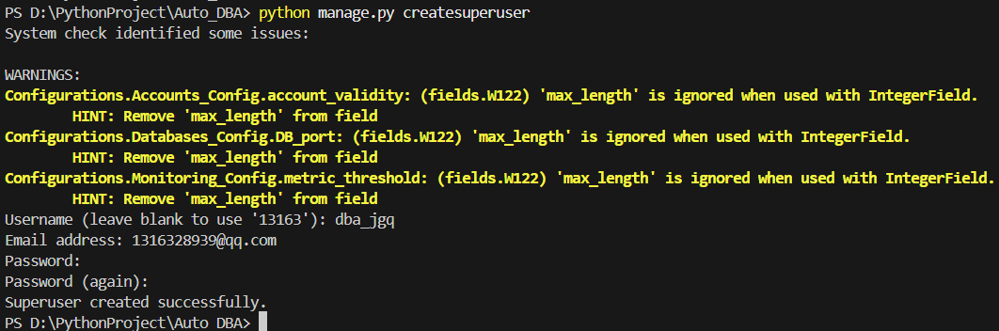 PS D:\PythonProject\Auto_DBA> python manage.py createsuperuser
System check identified some issues:

WARNINGS:
Configurations.Accounts_Config.account_validity: (fields.W122) 'max_length' is ignored when used with IntegerField.
        HINT: Remove 'max_length' from field
Configurations.Databases_Config.DB_port: (fields.W122) 'max_length' is ignored when used with IntegerField.
        HINT: Remove 'max_length' from field
Configurations.Monitoring_Config.metric_threshold: (fields.W122) 'max_length' is ignored when used with IntegerField.
        HINT: Remove 'max_length' from field
Username (leave blank to use '13163'): dba_jgq
Email address: 1316328939@qq.com
Password:
Password (again):
Superuser created successfully.
PS D:\PythonProject\Auto_DBA>